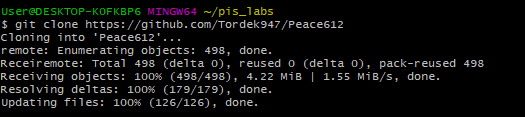 User@DESKTOP-KOFKBP6 MINGW64 ~/pis_labs
$ git clone https://github.com/Tordek947/Peace612
Cloning into 'Peace612'...
remote: Enumerating objects: 498, done.
Receiremote: Total 498 (delta 0), reused 0 (delta 0), pack-reused 498
Receiving objects: 100% (498/498), 4.22 MiB | 1.55 MiB/s, done.
Resolving deltas: 100% (179/179), done.
Updating files: 100% (126/126), done.